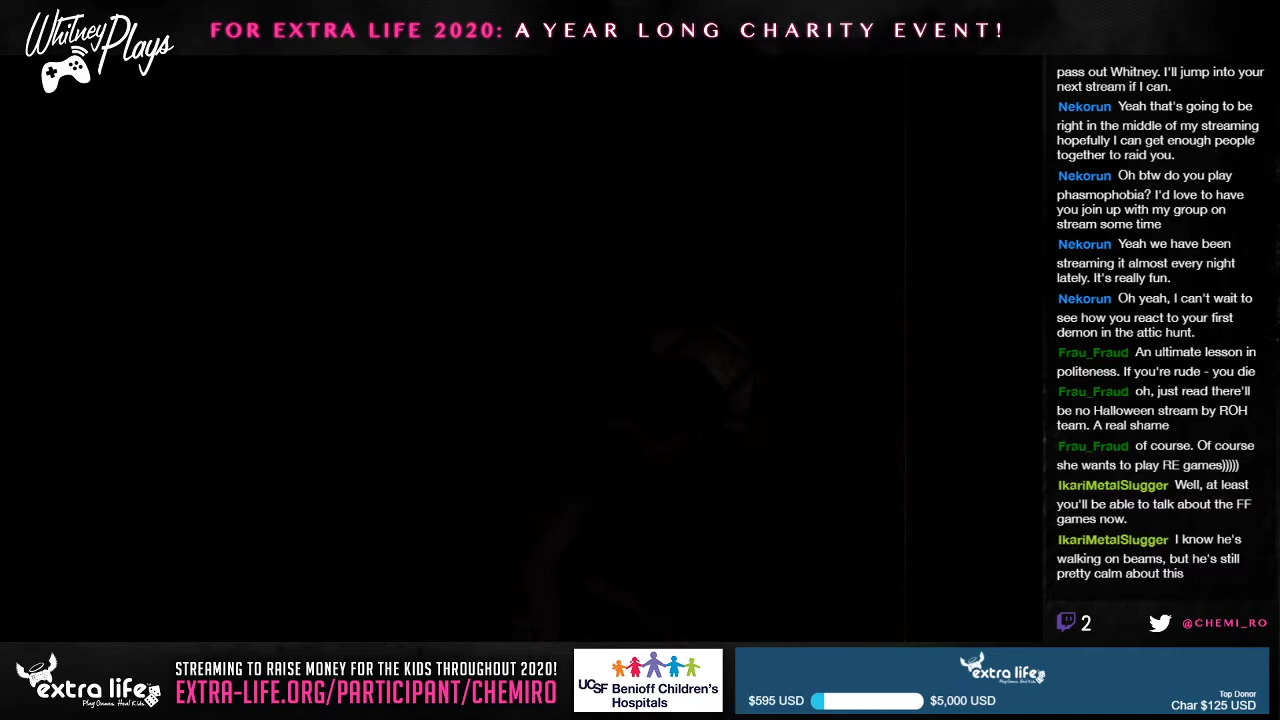 Whitney Plays
FOR EXTRA LIFE 2020: A YEAR LONG CHARITY EVENT!
pass out Whitney. I'll jump into your
next stream if I can.
Nekorun Yeah that's going to be
right in the middle of my streaming
hopefully I can get enough people
together to raid you.
Nekorun Oh btw do you play
phasmophobia? I'd love to have
you join up with my group on
stream some time
Nekorun Yeah we have been
streaming it almost every night
lately. It's really fun.
Nekorun Oh yeah, I can't wait to
see how you react to your first
demon in the attic hunt.
Frau_Fraud An ultimate lesson in
politeness. If you're rude - you die
Frau_Fraud oh, just read there'll
be no Halloween stream by ROH
team. A real shame
Frau_Fraud of course. Of course
she wants to play RE games)))))
IkariMetalSlugger Well, at least
you'll be able to talk about the FF
games now.
IkariMetalSlugger I know he's
walking on beams, but he's still
pretty calm about this
2 @CHEMI_RO
extra life
Play Games. Heal Kids.
STREAMING TO RAISE MONEY FOR THE KIDS THROUGHOUT 2020!
EXTRA-LIFE.ORG/PARTICIPANT/CHEMIRO
UCSF Benioff Children's
Hospitals
extra life
$595 USD $5,000 USD
Top Donor
Char $125 USD